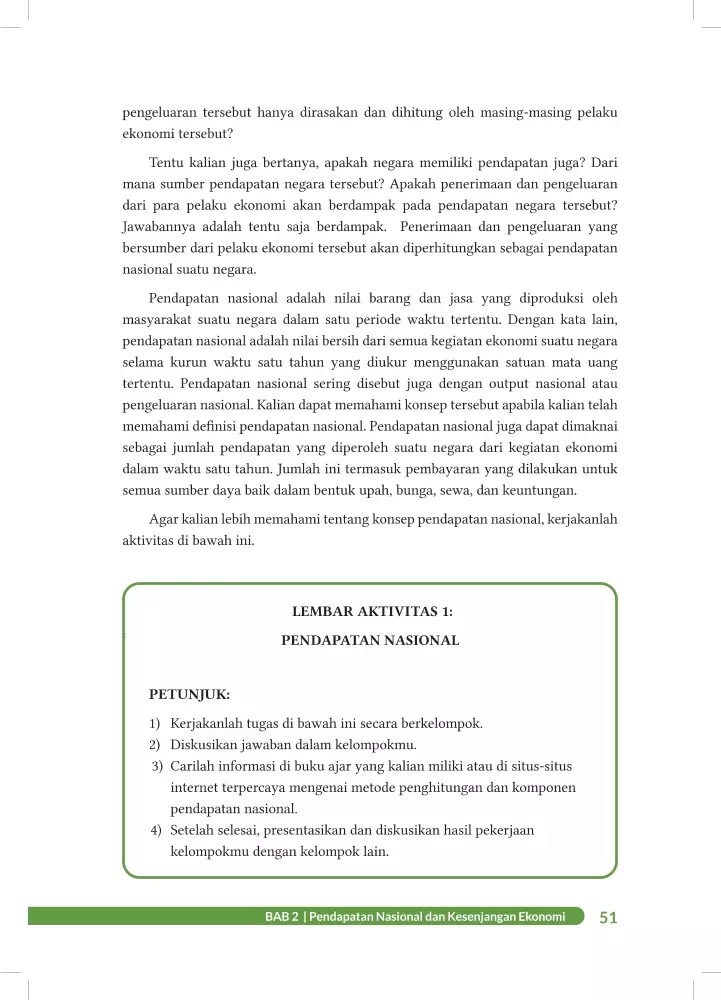 pengeluaran tersebut hanya dirasakan dan dihitung oleh masing-masing pelaku
ekonomi tersebut?
Tentu kalian juga bertanya, apakah negara memiliki pendapatan juga? Dari
mana sumber pendapatan negara tersebut? Apakah penerimaan dan pengeluaran
dari para pelaku ekonomi akan berdampak pada pendapatan negara tersebut?
Jawabannya adalah tentu saja berdampak. Penerimaan dan pengeluaran yang
bersumber dari pelaku ekonomi tersebut akan diperhitungkan sebagai pendapatan
nasional suatu negara.
Pendapatan nasional adalah nilai barang dan jasa yang diproduksi oleh
masyarakat suatu negara dalam satu periode waktu tertentu. Dengan kata lain,
pendapatan nasional adalah nilai bersih dari semua kegiatan ekonomi suatu negara
selama kurun waktu satu tahun yang diukur menggunakan satuan mata uang
tertentu. Pendapatan nasional sering disebut juga dengan output nasional atau
pengeluaran nasional. Kalian dapat memahami konsep tersebut apabila kalian telah
memahami definisi pendapatan nasional. Pendapatan nasional juga dapat dimaknai
sebagai jumlah pendapatan yang diperoleh suatu negara dari kegiatan ekonomi
dalam waktu satu tahun. Jumlah ini termasuk pembayaran yang dilakukan untuk
semua sumber daya baik dalam bentuk upah, bunga, sewa, dan keuntungan.
Agar kalian lebih memahami tentang konsep pendapatan nasional, kerjakanlah
aktivitas di bawah ini.
LEMBAR AKTIVITAS 1:
PENDAPATAN NASIONAL
PETUNJUK:
1) Kerjakanlah tugas di bawah ini secara berkelompok.
2) Diskusikan jawaban dalam kelompokmu.
3) Carilah informasi di buku ajar yang kalian miliki atau di situs-situs
internet terpercaya mengenai metode penghitungan dan komponen
pendapatan nasional.
4) Setelah selesai, presentasikan dan diskusikan hasil pekerjaan
kelompokmu dengan kelompok lain.
BAB 2 | Pendapatan Nasional dan Kesenjangan Ekonomi 51